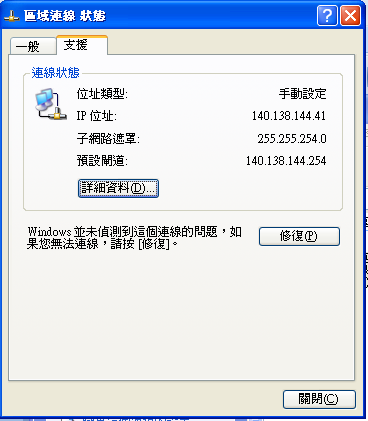 區域連線 狀態
一般
支援
連線狀態
位址類型: 手動設定
IP 位址: 140.138.144.41
子網路遮罩: 255.255.254.0
預設閘道: 140.138.144.254
詳細資料(D)...
Windows 並未偵測到這個連線的問題，如
果您無法連線，請按 [修復]。
修復(P)
關閉(C)